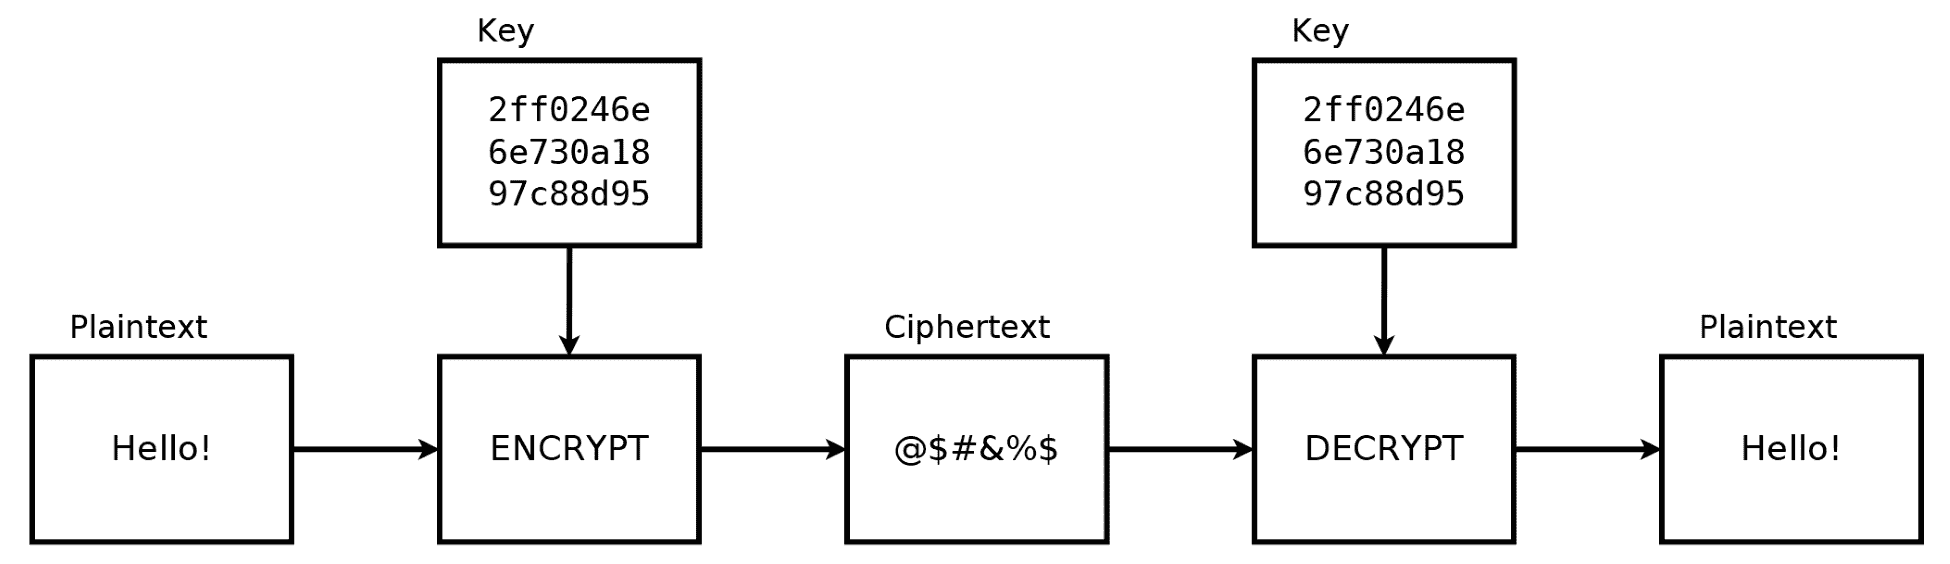 Key
2ff0246e
6e730a18
97c88d95
Key
2ff0246e
6e730a18
97c88d95
Plaintext
Hello!
ENCRYPT
Ciphertext
@$#&%$
DECRYPT
Plaintext
Hello!